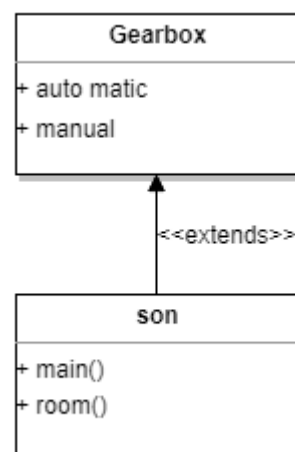 Gearbox
+ auto matic
+ manual
<<extends>>
son
+ main()
+ room()